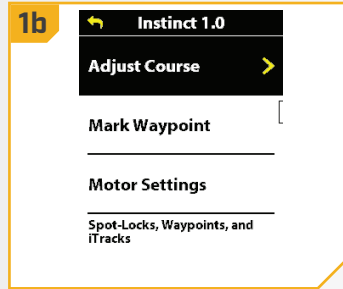 1b
Instinct 1.0
Adjust Course
Mark Waypoint
Motor Settings
Spot-Locks, Waypoints, and
iTracks